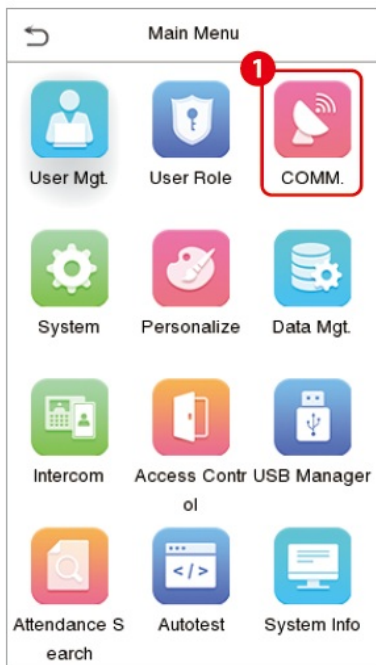 Main Menu
1
User Mgt.
User Role
COMM.
System
Personalize
Data Mgt.
Intercom
Access Contr
ol
USB Manager
Attendance S
earch
Autotest
System Info